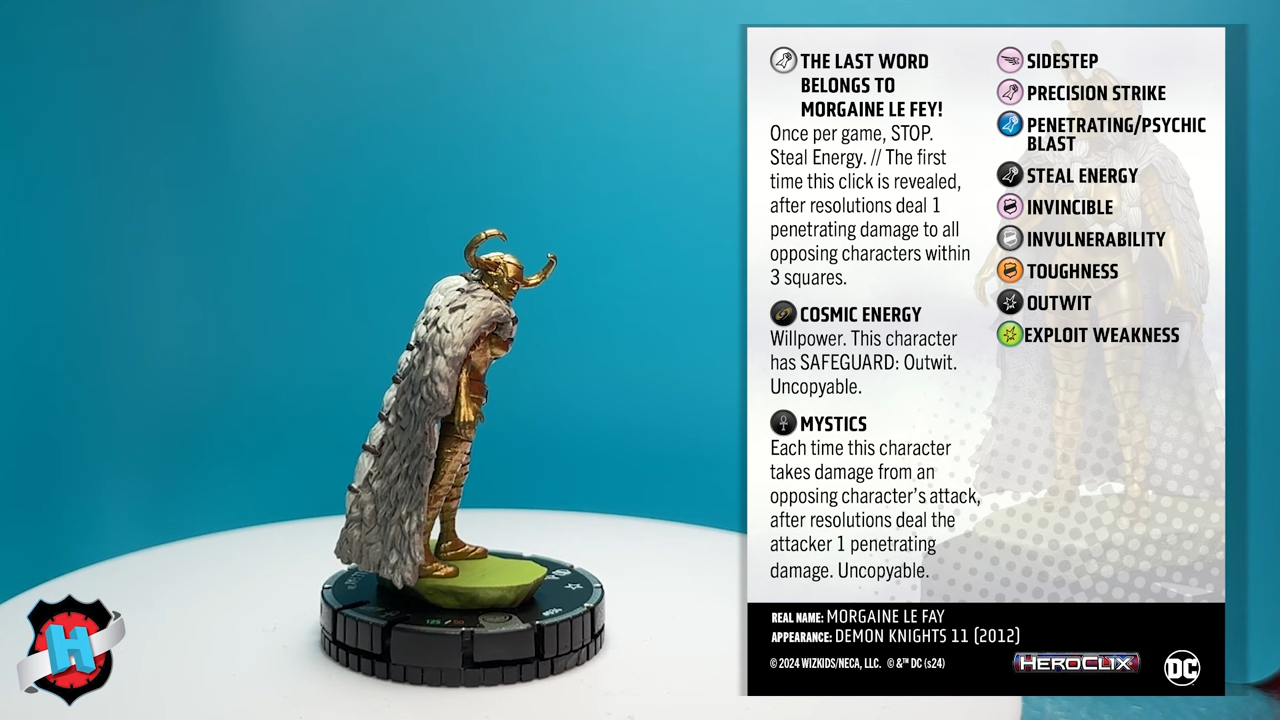 THE LAST WORD
BELONGS TO
MORGAINE LE FEY!
Once per game, STOP.
Steal Energy. // The first
time this click is revealed,
after resolutions deal 1
penetrating damage to all
opposing characters within
3 squares.
COSMIC ENERGY
Willpower. This character
has SAFEGUARD: Outwit.
Uncopyable.
MYSTICS
Each time this character
takes damage from an
opposing character's attack,
after resolutions deal the
attacker 1 penetrating
damage. Uncopyable.
SIDESTEP
PRECISION STRIKE
PENETRATING/PSYCHIC
BLAST
STEAL ENERGY
INVINCIBLE
INVULNERABILITY
TOUGHNESS
OUTWIT
EXPLOIT WEAKNESS
REAL NAME: MORGAINE LE FAY
APPEARANCE: DEMON KNIGHTS 11 (2012)
© 2024 WIZKIDS/NECA, LLC. © &™ DC (s24)
HEROCLIX
DC
H
125 / 50